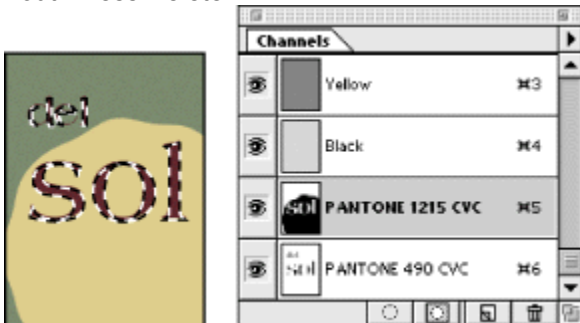 Channels
del
sol
Yellow ⌘3
Black ⌘4
PANTONE 1215 CVC ⌘5
PANTONE 490 CVC ⌘6